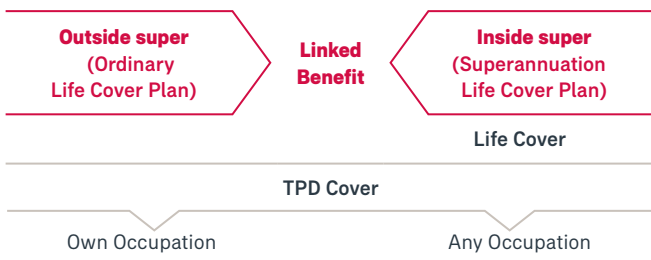 Outside super
(Ordinary
Life Cover Plan)
Linked
Benefit
Inside super
(Superannuation
Life Cover Plan)
Life Cover
TPD Cover
Own Occupation
Any Occupation